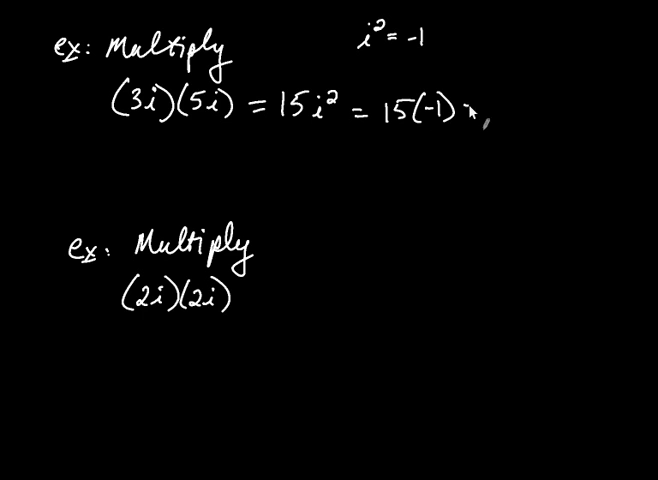 ex: Multiply i² = -1
(3i)(5i) = 15i² = 15(-1) =
ex: Multiply
(2i)(2i)